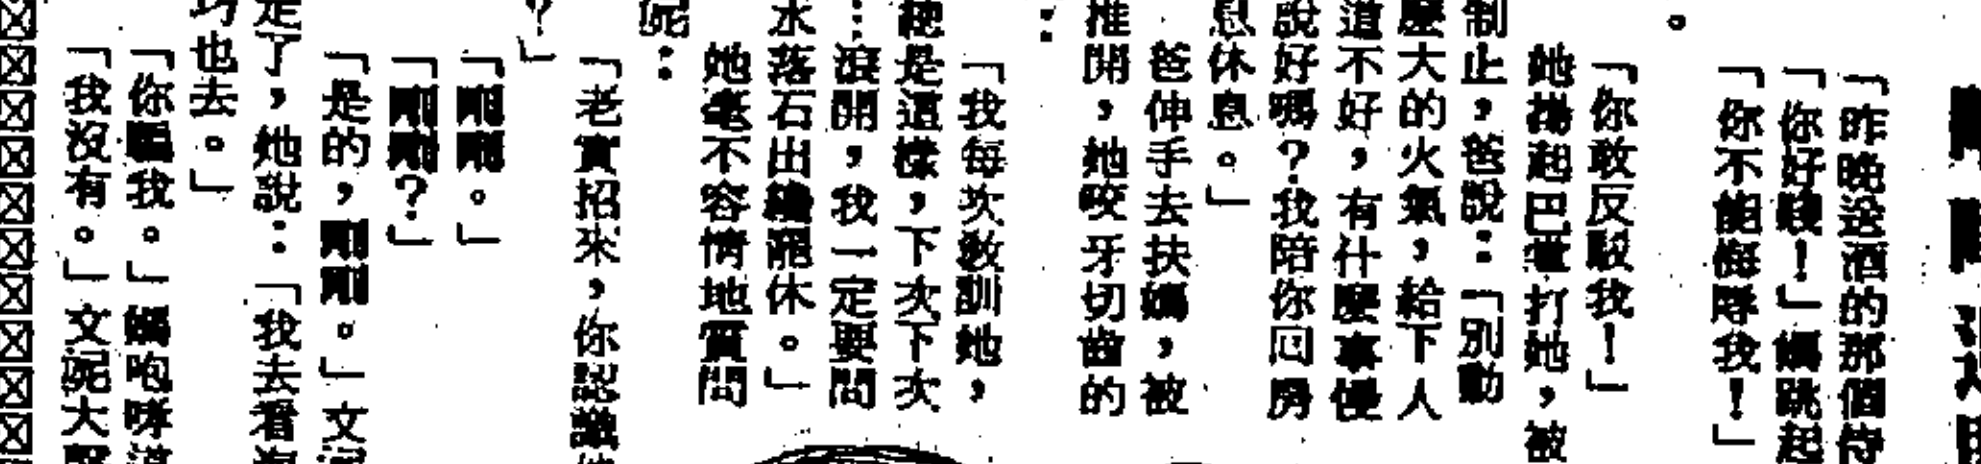 「昨晚送酒的那個侍
「你好騷！」媽跳起
「你不能侮辱我！」
。
「你敢反駁我！」
她揚起巴掌打她，被
制止，爸說：「別動
麼大的火氣，給下人
道不好，有什麼事慢
說好嗎？我陪你回房
息休息。」
爸伸手去扶媽，被
推開，她咬牙切齒的
：
「我每次教訓她，
總是這樣，下次下次
…滾開，我一定要問
水落石出纔罷休。」
她毫不容情地質問
妮：
「老實招來，你認識
？」
「剛剛。」
「剛剛？」
「是的，剛剛。」文
是了，她說：「我去看
巧也去。」
「你騙我。」媽咆哮
「我沒有。」文妮大